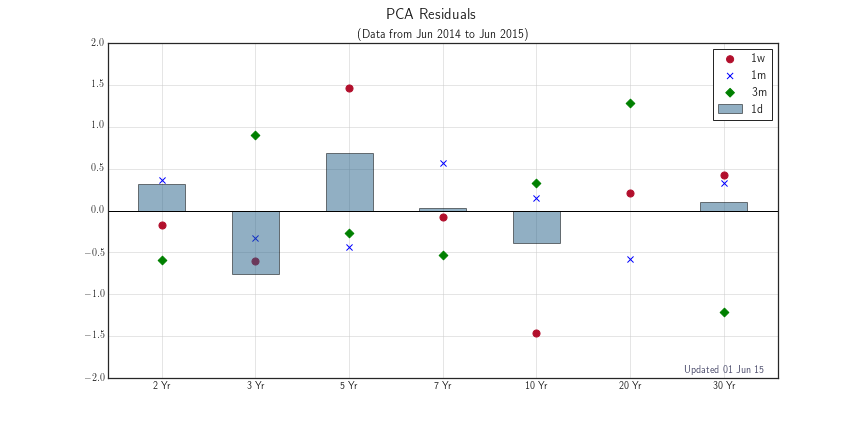 PCA Residuals
(Data from Jun 2014 to Jun 2015)
2.0
1.5
1.0
0.5
0.0
−0.5
−1.0
−1.5
−2.0
1w
1m
3m
1d
Updated 01 Jun 15
2 Yr 3 Yr 5 Yr 7 Yr 10 Yr 20 Yr 30 Yr